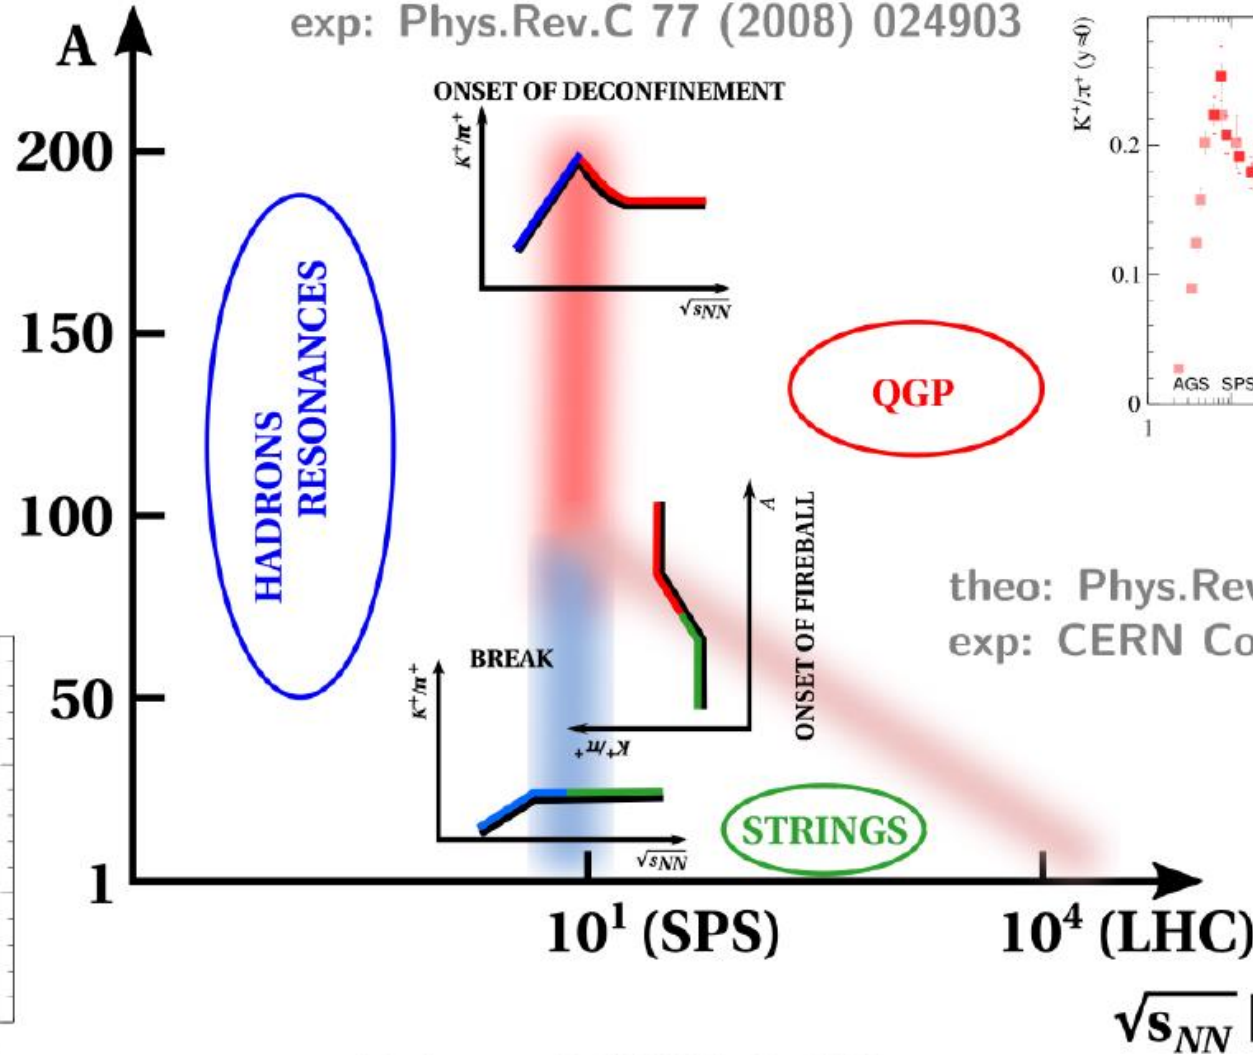 exp: Phys.Rev.C 77 (2008) 024903
A
ONSET OF DECONFINEMENT
K⁺/π⁺
√sNN
200
150
100
50
1
HADRONS
RESONANCES
QGP
K⁺/π⁺ (y≈0)
0.2
0.1
0
AGS SPS
1
A
ONSET OF FIREBALL
K⁺/π⁺
theo: Phys.Rev
exp: CERN Co
BREAK
K⁺/π⁺
√sNN
STRINGS
10¹ (SPS)
10⁴ (LHC)
√sNN [